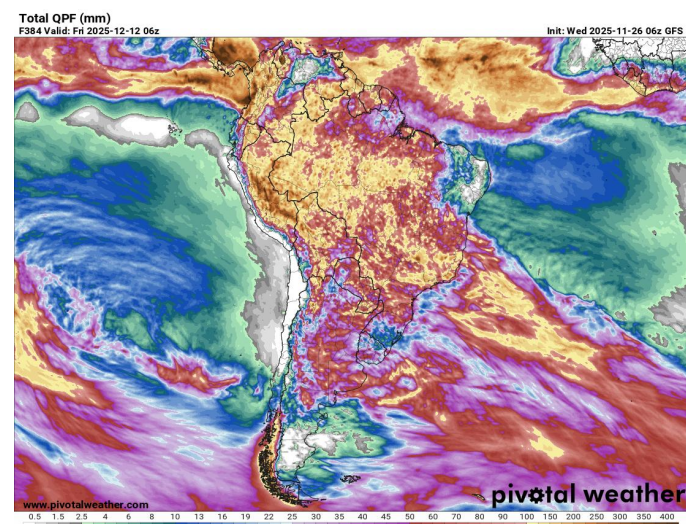 Total QPF (mm)
F384 Valid: Fri 2025-12-12 06z Init: Wed 2025-11-26 06z GFS
www.pivotalweather.com
pivotal weather
0.5 1.5 2.5 4 6 8 10 13 16 19 22 25 30 35 40 45 50 60 70 80 90 110 150 200 250 300 350 400